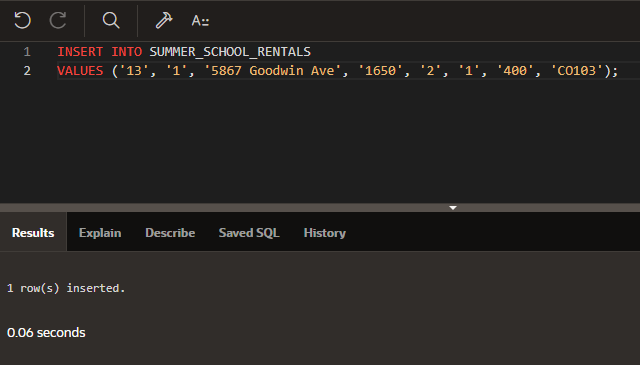 A::
1 INSERT INTO SUMMER_SCHOOL_RENTALS
2 VALUES ('13', '1', '5867 Goodwin Ave', '1650', '2', '1', '400', 'CO103');
Results Explain Describe Saved SQL History
1 row(s) inserted.
0.06 seconds